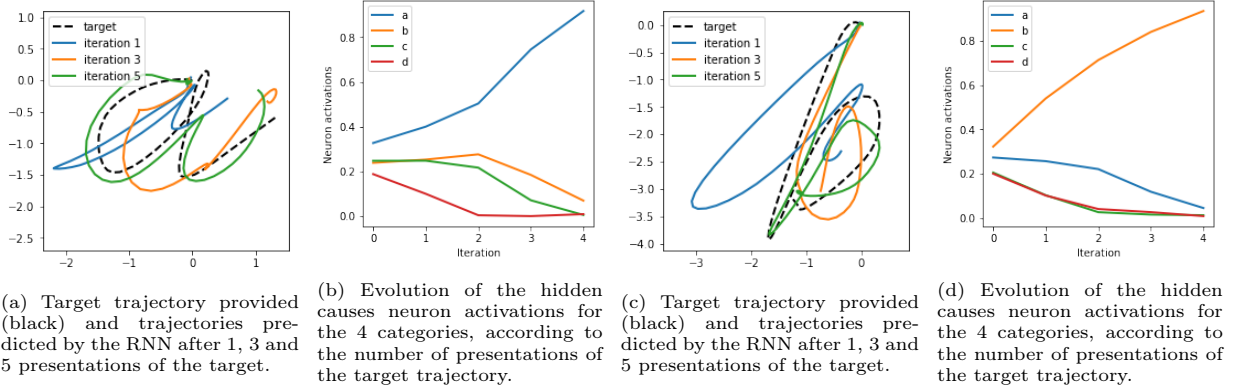 1.0
0.5
0.0
−0.5
−1.0
−1.5
−2.0
−2.5
−2
−1
0
1
target
iteration 1
iteration 3
iteration 5
Neuron activations
0.8
0.6
0.4
0.2
0.0
0
1
2
3
4
Iteration
a
b
c
d
0.0
−0.5
−1.0
−1.5
−2.0
−2.5
−3.0
−3.5
−4.0
−3
−2
−1
0
target
iteration 1
iteration 3
iteration 5
Neuron activations
0.8
0.6
0.4
0.2
0.0
0
1
2
3
4
Iteration
a
b
c
d
(a) Target trajectory provided
(black) and trajectories pre-
dicted by the RNN after 1, 3 and
5 presentations of the target.
(b) Evolution of the hidden
causes neuron activations for
the 4 categories, according to
the number of presentations of
the target trajectory.
(c) Target trajectory provided
(black) and trajectories pre-
dicted by the RNN after 1, 3 and
5 presentations of the target.
(d) Evolution of the hidden
causes neuron activations for
the 4 categories, according to
the number of presentations of
the target trajectory.